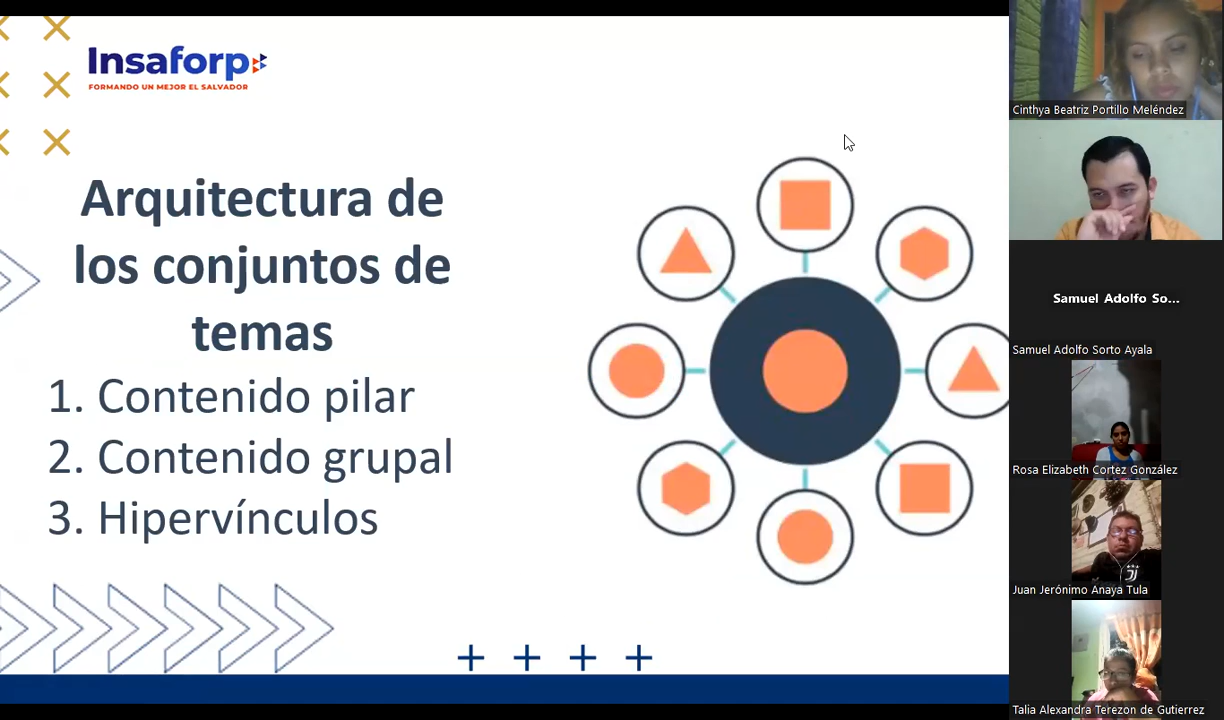 Insaforp
FORMANDO UN MEJOR EL SALVADOR
Arquitectura de
los conjuntos de
temas
1. Contenido pilar
2. Contenido grupal
3. Hipervínculos
Cinthya Beatriz Portillo Meléndez
Samuel Adolfo So...
Samuel Adolfo Sorto Ayala
Rosa Elizabeth Cortez González
Juan Jerónimo Anaya Tula
Talia Alexandra Terezon de Gutierrez